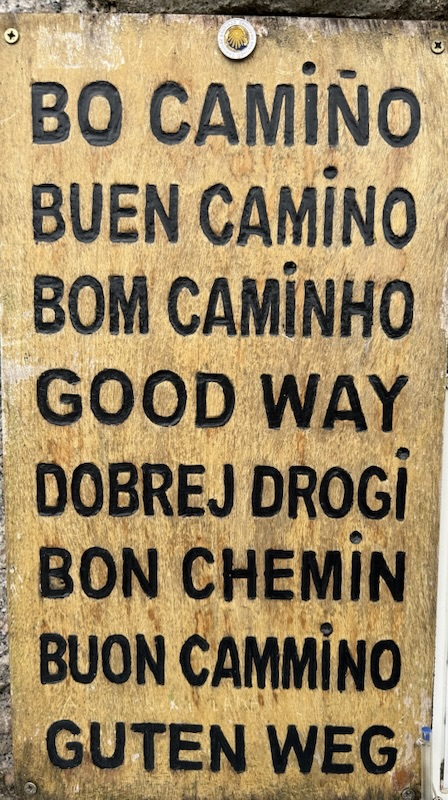 BO CAMIÑO
BUEN CAMINO
BOM CAMINHO
GOOD WAY
DOBREJ DROGI
BON CHEMIN
BUON CAMMINO
GUTEN WEG